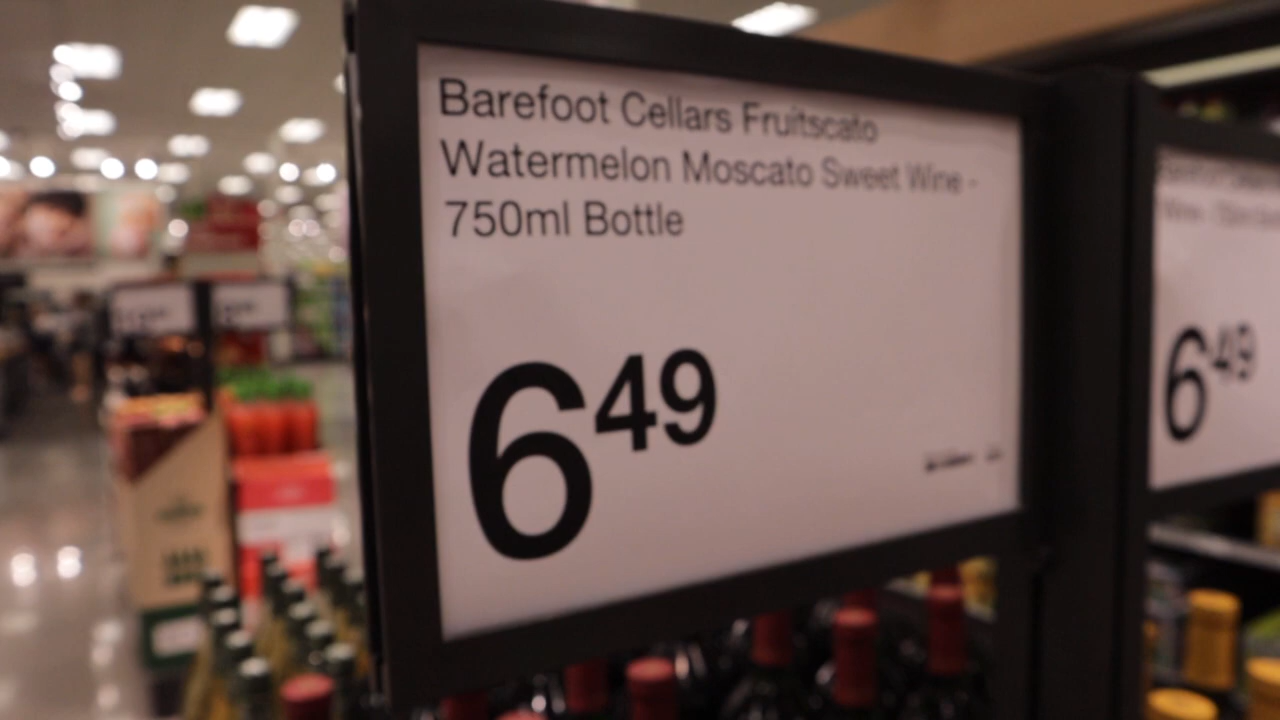 Barefoot Cellars Fruitscato
Watermelon Moscato Sweet Wine -
750ml Bottle
649
649